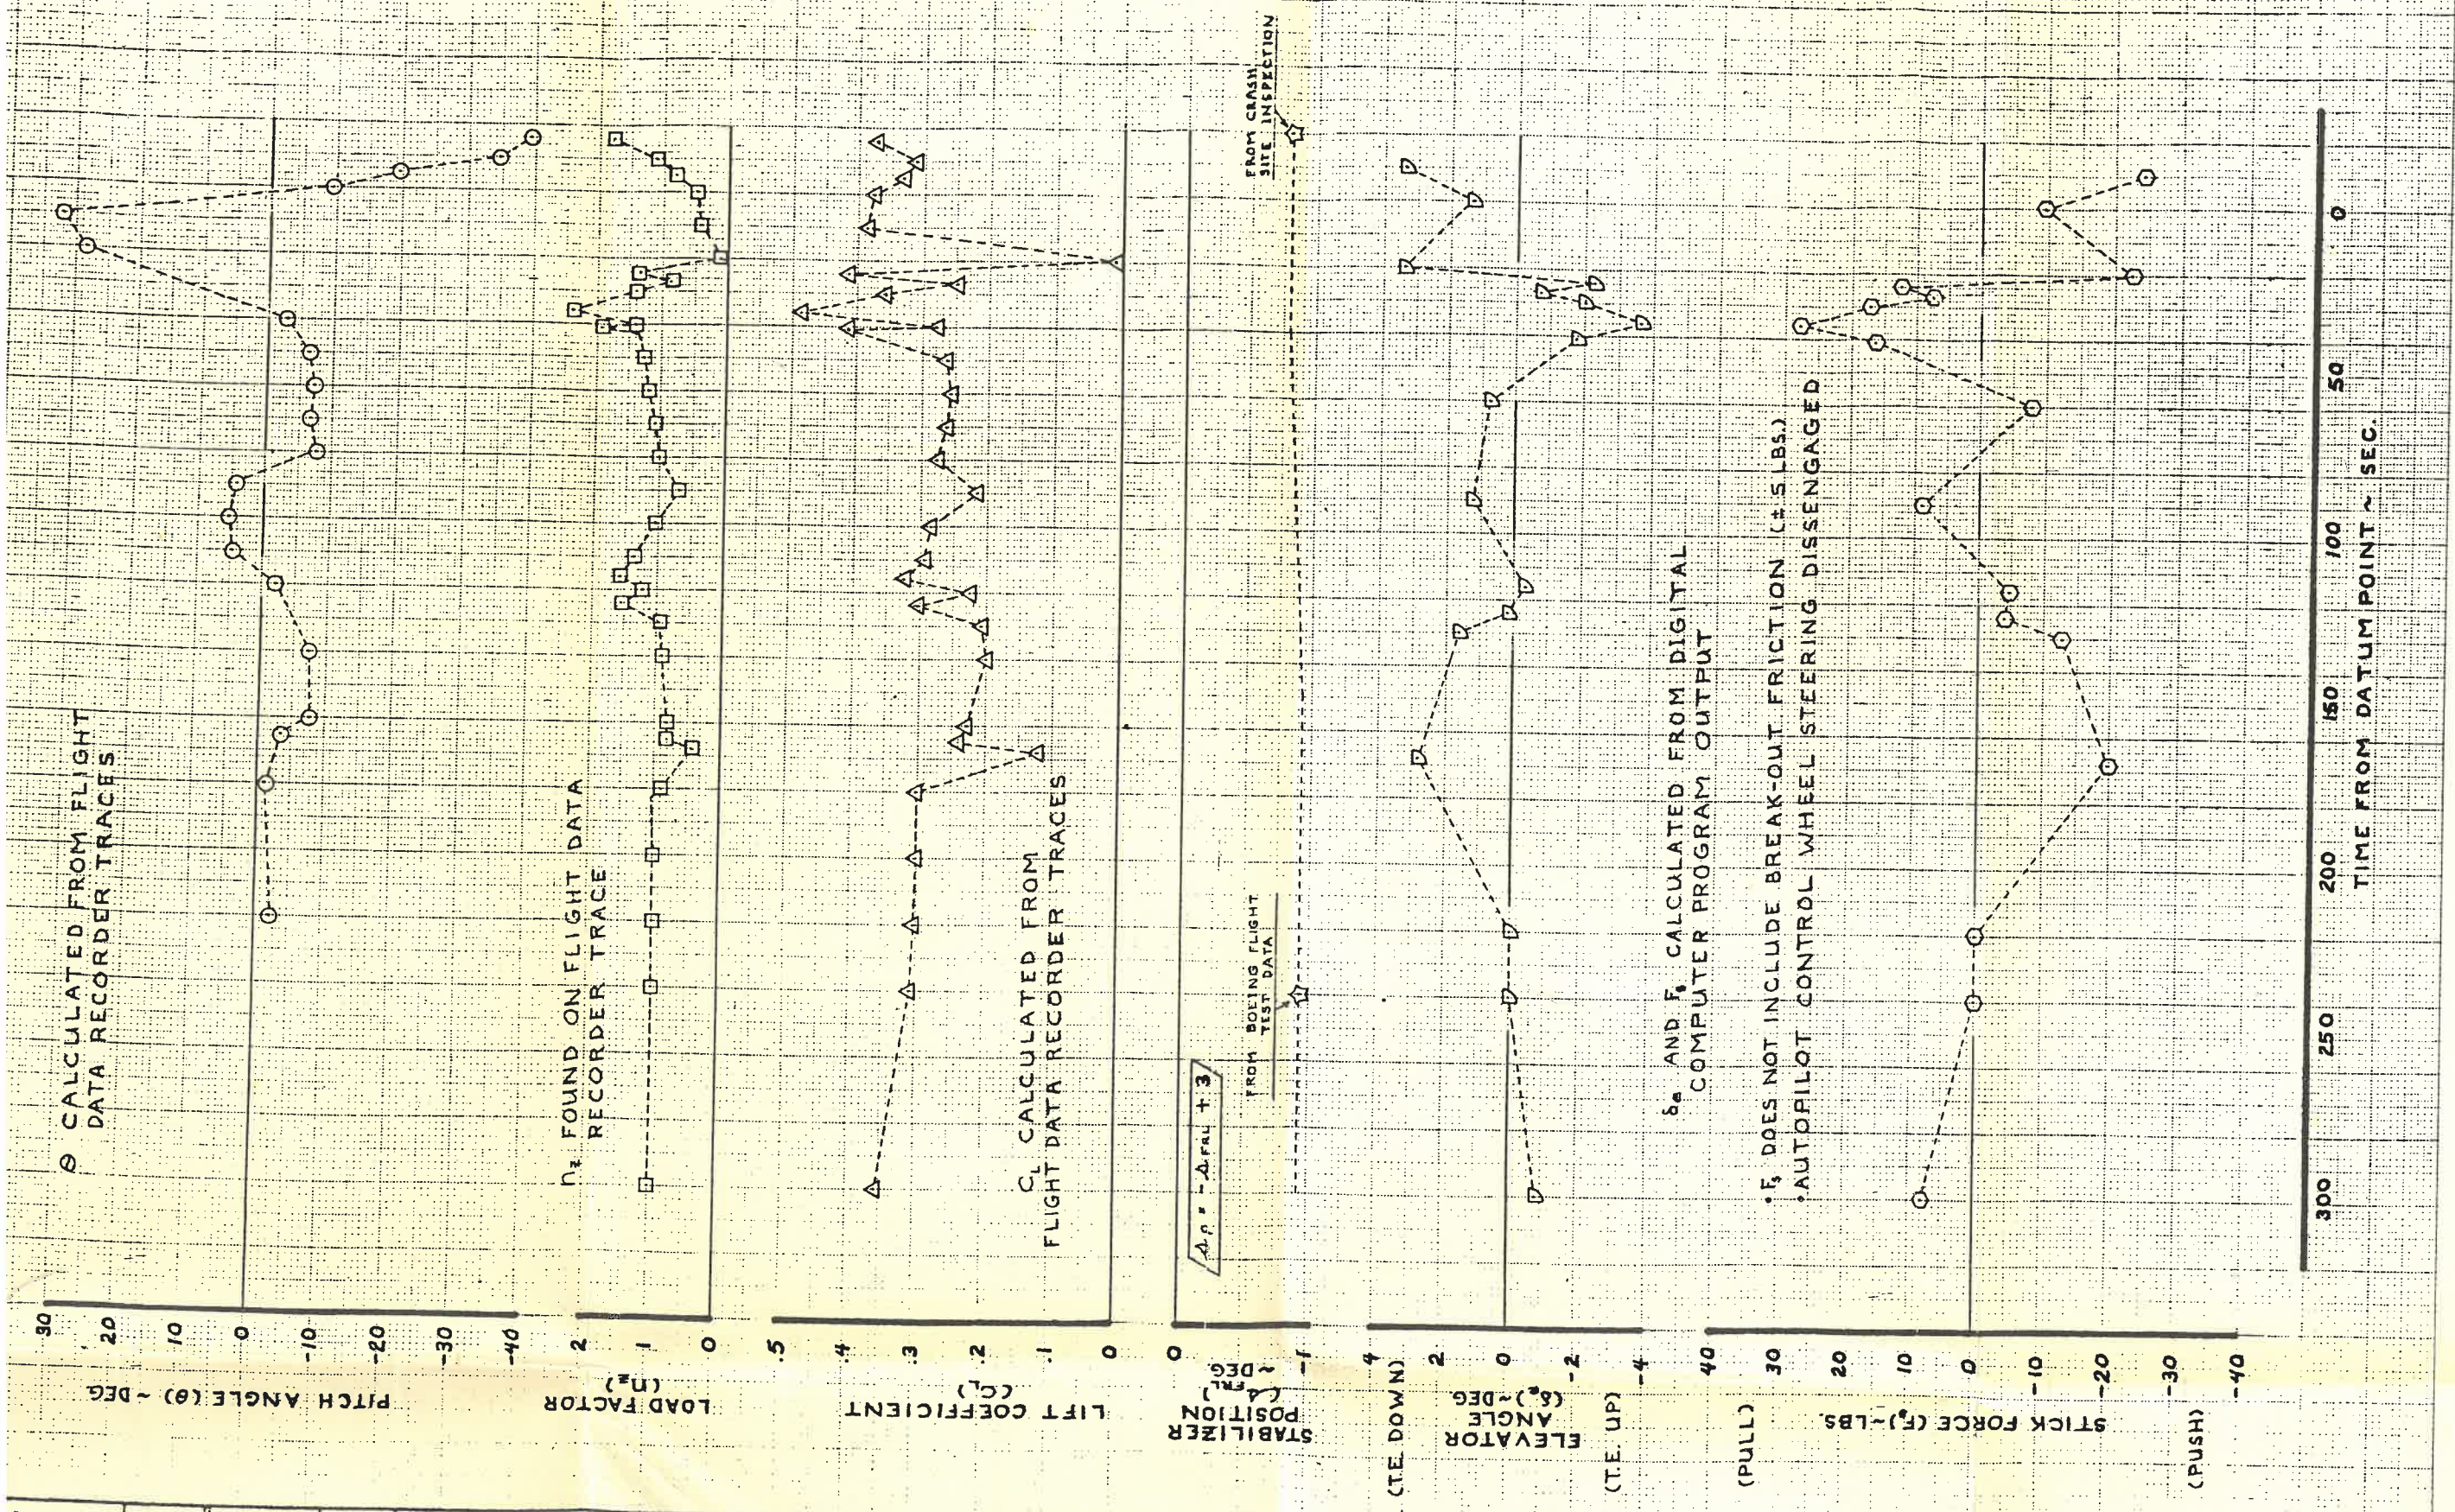 30
20
10
0
-10
-20
-30
-40
PITCH ANGLE (θ) ~ DEG
θ CALCULATED FROM FLIGHT
DATA RECORDER TRACES
2
1
0
LOAD FACTOR
(nz)
nz FOUND ON FLIGHT DATA
RECORDER TRACE
.5
.4
.3
.2
.1
0
LIFT COEFFICIENT
(CL)
CL CALCULATED FROM
FLIGHT DATA RECORDER TRACES
0
-1
STABILIZER
POSITION
~ DEG
FROM BOEING FLIGHT
TEST DATA
FROM CRASH
SITE INSPECTION
4
2
0
-2
-4
(T.E. DOWN)
ELEVATOR
ANGLE
(δe) ~ DEG
(T.E. UP)
δe AND Fs CALCULATED FROM DIGITAL
COMPUTER PROGRAM OUTPUT
• Fs DOES NOT INCLUDE BREAK-OUT FRICTION (± 5 LBS.)
• AUTOPILOT CONTROL WHEEL STEERING DISSENGAGED
40
30
20
10
0
-10
-20
-30
-40
(PULL)
STICK FORCE (Fs) ~ LBS.
(PUSH)
300
250
200
150
100
50
0
TIME FROM DATUM POINT ~ SEC.